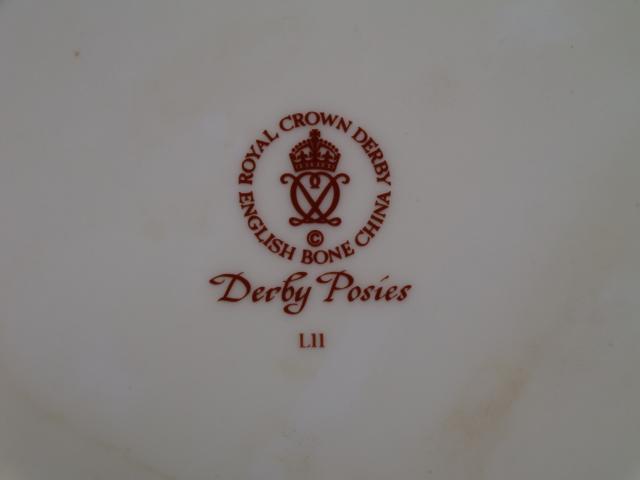 ROYAL CROWN DERBY
ENGLISH BONE CHINA
©
Derby Posies
LII